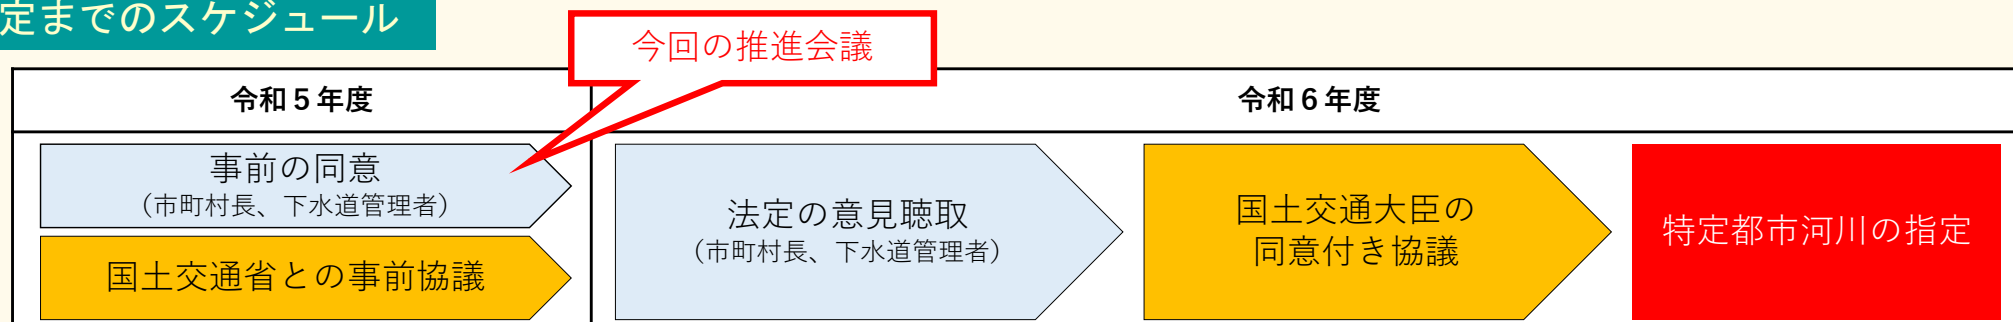 定までのスケジュール
今回の推進会議
令和5年度
令和6年度
事前の同意
（市町村長、下水道管理者）
国土交通省との事前協議
法定の意見聴取
（市町村長、下水道管理者）
国土交通大臣の
同意付き協議
特定都市河川の指定